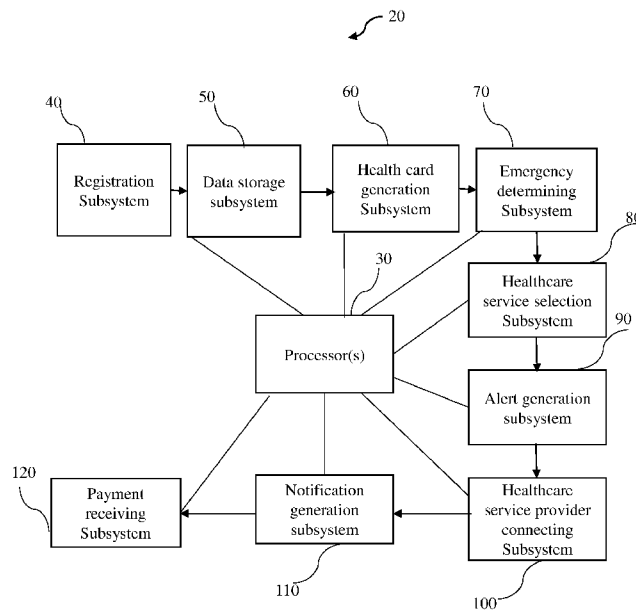 20
40
50
60
70
Registration
Subsystem
Data storage
subsystem
Health card
generation
Subsystem
Emergency
determining
Subsystem
80
30
Healthcare
service selection
Subsystem
90
Processor(s)
Alert generation
subsystem
120
Payment
receiving
Subsystem
Notification
generation
subsystem
Healthcare
service provider
connecting
Subsystem
110
100